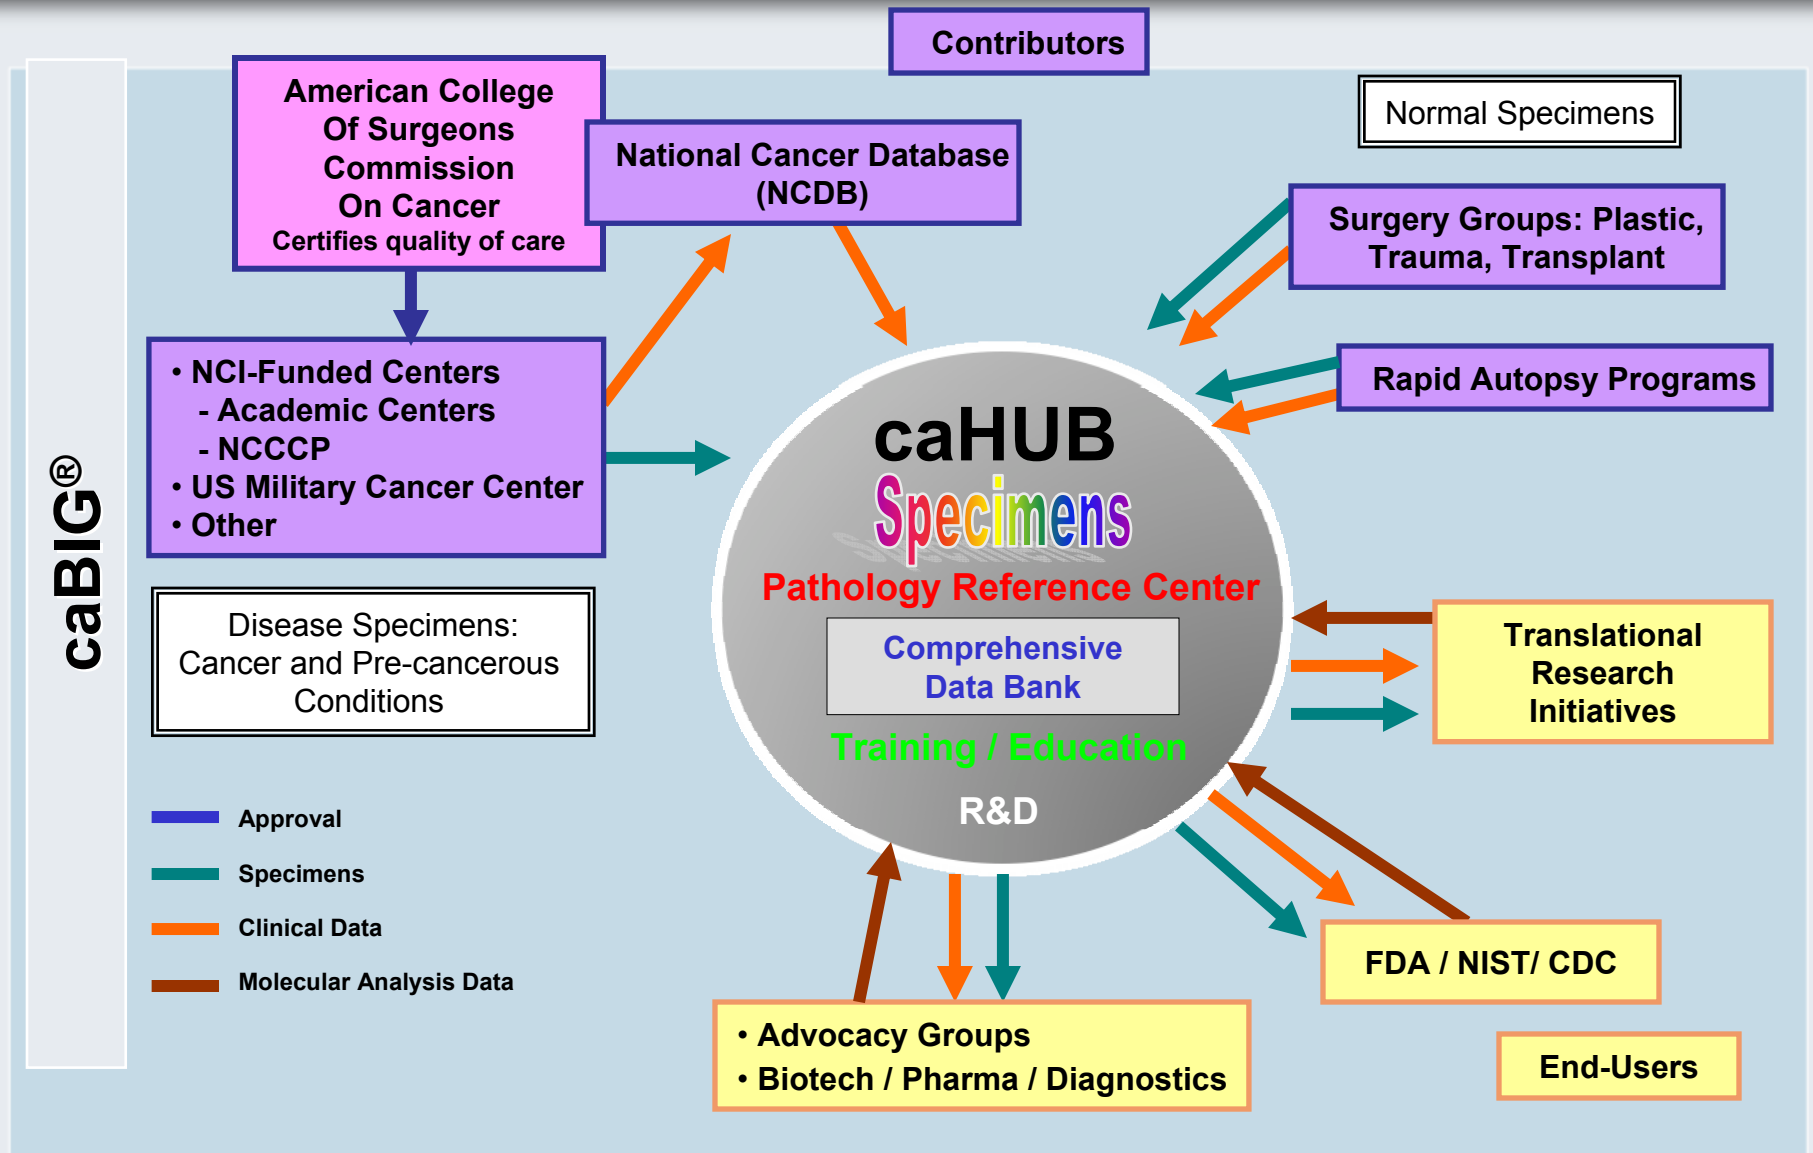 Contributors
American College
Of Surgeons
Commission
On Cancer
Certifies quality of care
National Cancer Database
(NCDB)
Normal Specimens
Surgery Groups: Plastic,
Trauma, Transplant
Rapid Autopsy Programs
• NCI-Funded Centers
- Academic Centers
- NCCCP
• US Military Cancer Center
• Other
caBIG®
Disease Specimens:
Cancer and Pre-cancerous
Conditions
caHUB
Specimens
Pathology Reference Center
Comprehensive
Data Bank
Training / Education
R&D
Translational
Research
Initiatives
Approval
Specimens
Clinical Data
Molecular Analysis Data
FDA / NIST/ CDC
• Advocacy Groups
• Biotech / Pharma / Diagnostics
End-Users